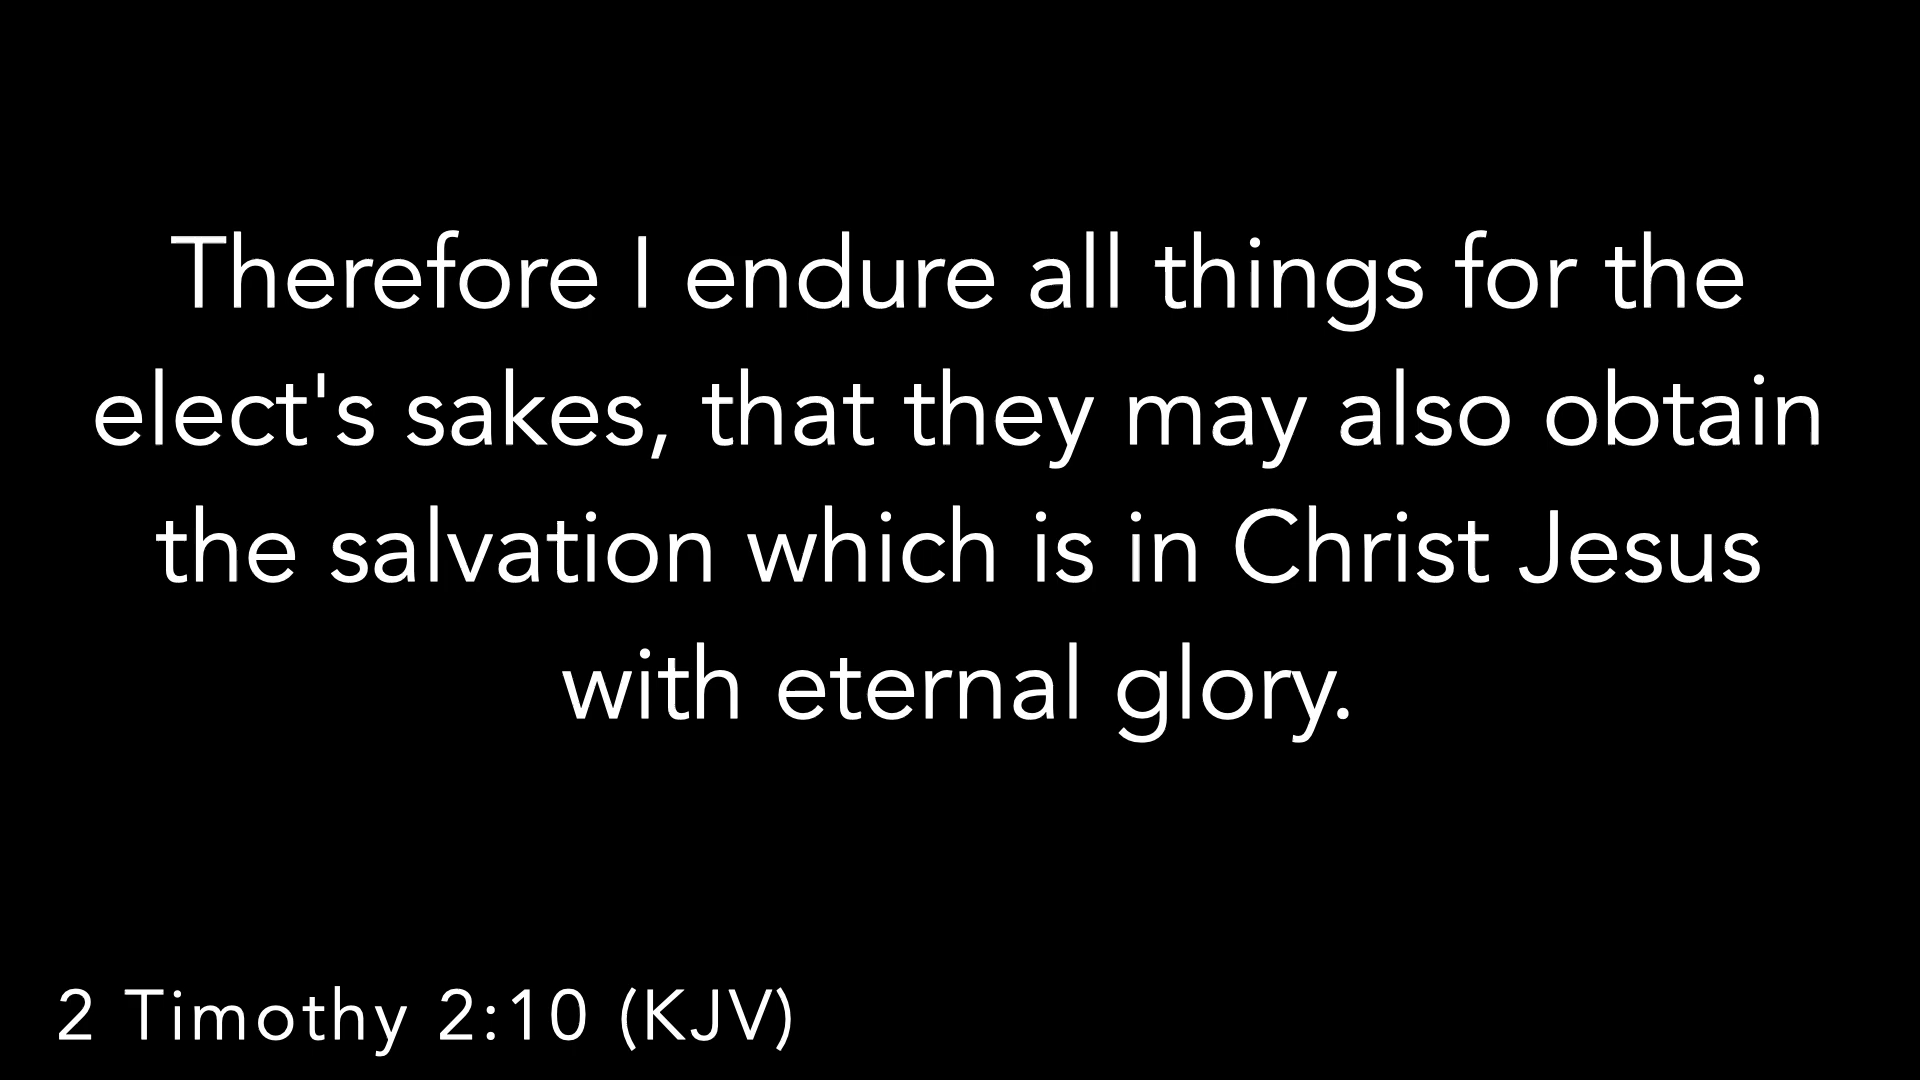 Therefore I endure all things for the
elect's sakes, that they may also obtain
the salvation which is in Christ Jesus
with eternal glory.
2 Timothy 2:10 (KJV)